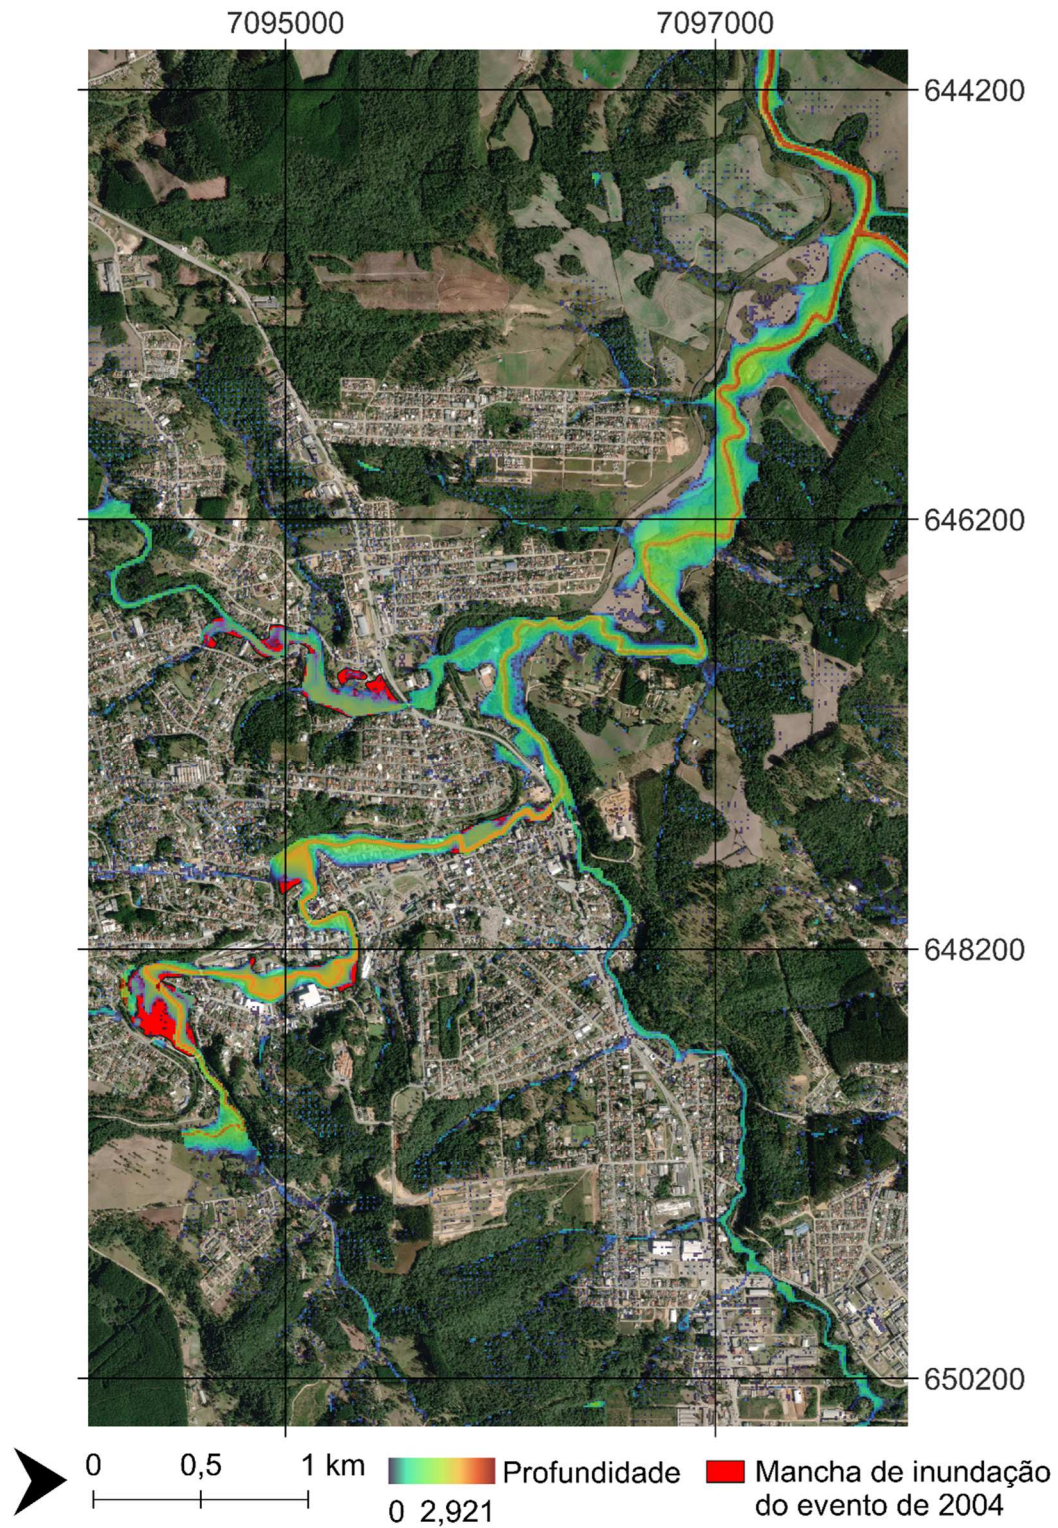 7095000 7097000
644200
646200
648200
650200
0 0,5 1 km
Profundidade
0 2,921
Mancha de inundação
do evento de 2004